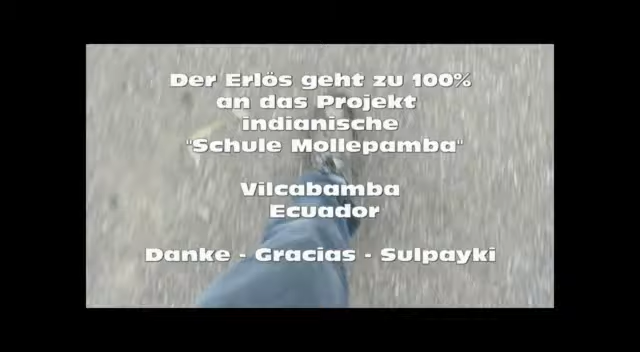 Der Erlös geht zu 100%
an das Projekt
indianische
"Schule Mollepamba"
Vilcabamba
Ecuador
Danke - Gracias - Sulpayki